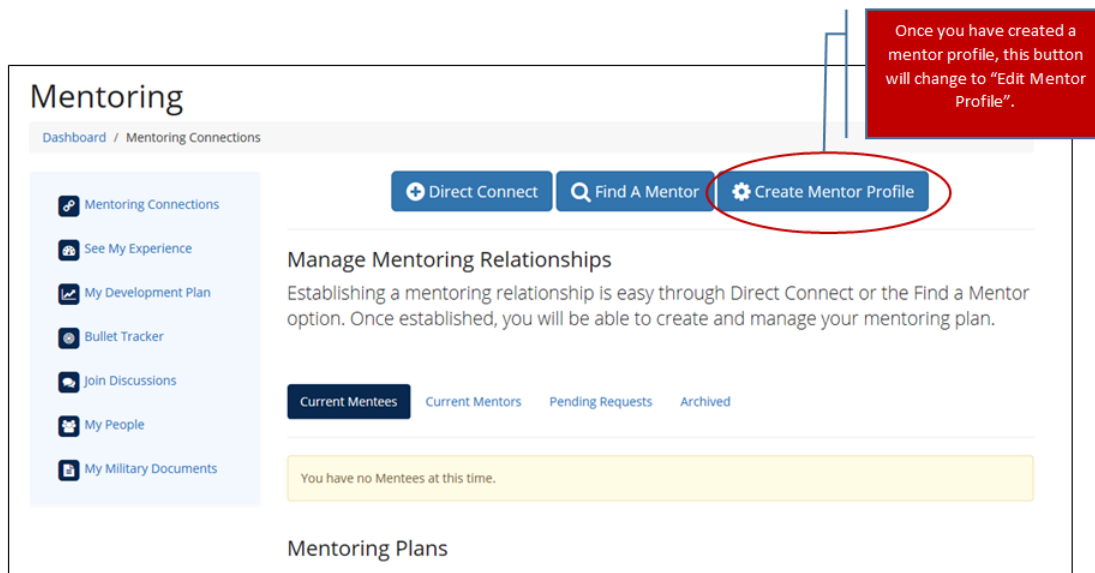 Once you have created a
mentor profile, this button
will change to “Edit Mentor
Profile”.
Mentoring
Dashboard / Mentoring Connections
Direct Connect
Find A Mentor
Create Mentor Profile
Mentoring Connections
See My Experience
My Development Plan
Bullet Tracker
Join Discussions
My People
My Military Documents
Manage Mentoring Relationships
Establishing a mentoring relationship is easy through Direct Connect or the Find a Mentor
option. Once established, you will be able to create and manage your mentoring plan.
Current Mentees Current Mentors Pending Requests Archived
You have no Mentees at this time.
Mentoring Plans